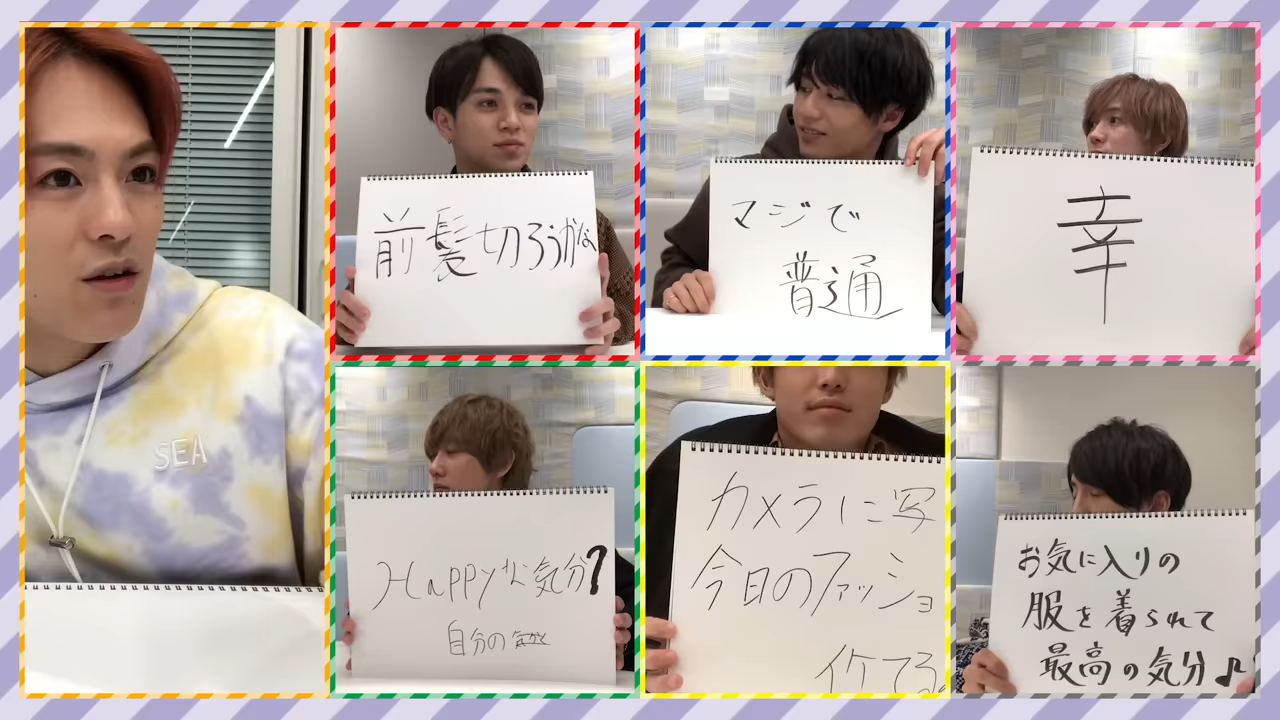 SEA
前髪切ろうかな
マジで
普通
幸
Happyな気分?
自分の
カメラに写
今日のファッショ
イケてる
お気に入りの
服を着られて
最高の気分♪